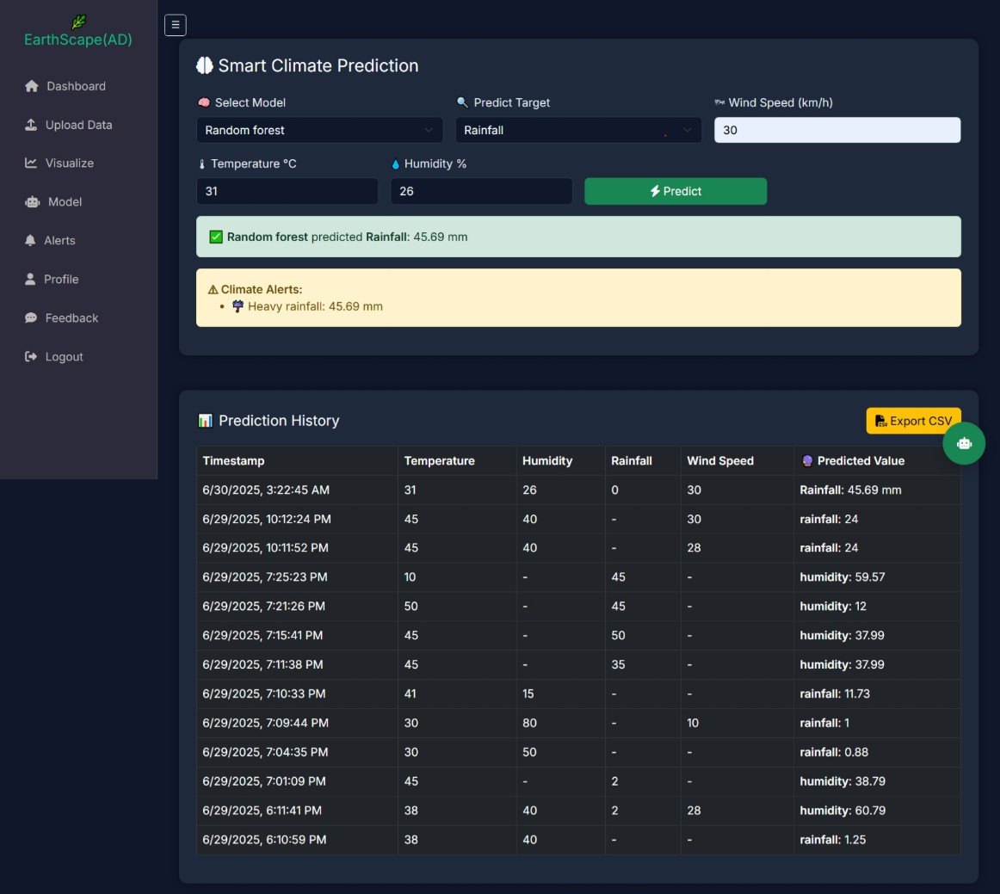 EarthScape(AD)
Dashboard
Upload Data
Visualize
Model
Alerts
Profile
Feedback
Logout
Smart Climate Prediction
Select Model
Predict Target
Wind Speed (km/h)
Random forest
Rainfall
30
Temperature °C
Humidity %
31
26
Predict
Random forest predicted Rainfall: 45.69 mm
Climate Alerts:
• Heavy rainfall: 45.69 mm
Prediction History
Export CSV
Timestamp Temperature Humidity Rainfall Wind Speed Predicted Value
6/30/2025, 3:22:45 AM 31 26 0 30 Rainfall: 45.69 mm
6/29/2025, 10:12:24 PM 45 40 - 30 rainfall: 24
6/29/2025, 10:11:52 PM 45 40 - 28 rainfall: 24
6/29/2025, 7:25:23 PM 10 - 45 - humidity: 59.57
6/29/2025, 7:21:26 PM 50 - 45 - humidity: 12
6/29/2025, 7:15:41 PM 45 - 50 - humidity: 37.99
6/29/2025, 7:11:38 PM 45 - 35 - humidity: 37.99
6/29/2025, 7:10:33 PM 41 15 - - rainfall: 11.73
6/29/2025, 7:09:44 PM 30 80 - 10 rainfall: 1
6/29/2025, 7:04:35 PM 30 50 - - rainfall: 0.88
6/29/2025, 7:01:09 PM 45 - 2 - humidity: 38.79
6/29/2025, 6:11:41 PM 38 40 2 28 humidity: 60.79
6/29/2025, 6:10:59 PM 38 40 - - rainfall: 1.25